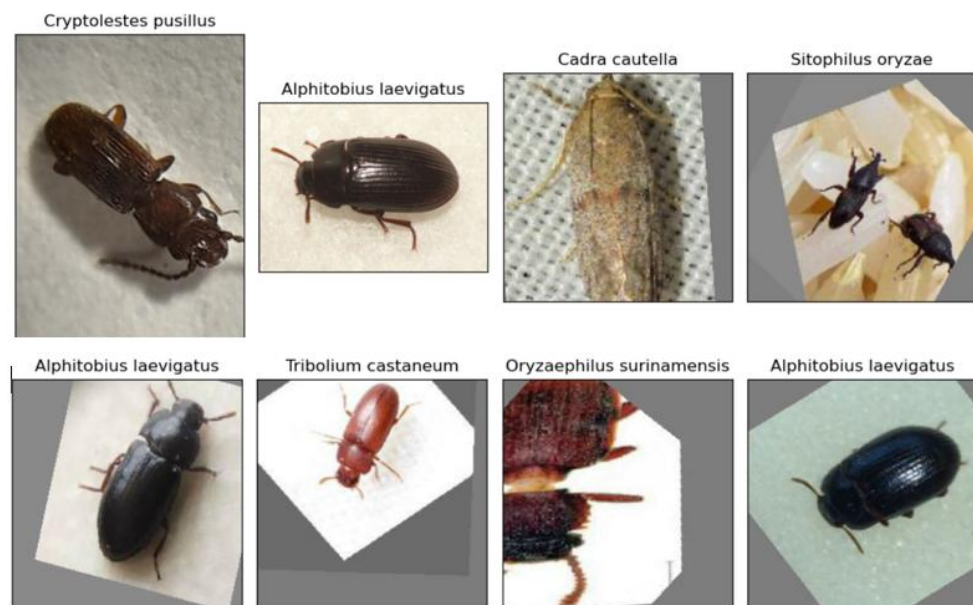 Cryptolestes pusillus
Alphitobius laevigatus
Cadra cautella
Sitophilus oryzae
Alphitobius laevigatus
Tribolium castaneum
Oryzaephilus surinamensis
Alphitobius laevigatus